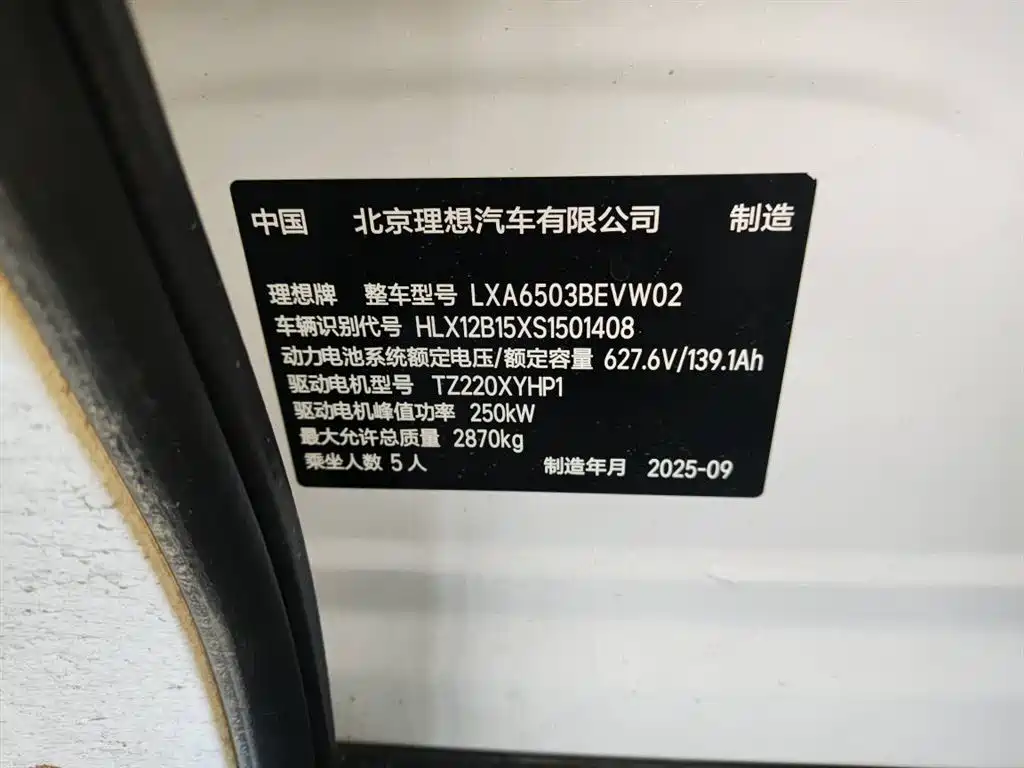 中国 北京理想汽车有限公司 制造
理想牌 整车型号 LXA6503BEVW02
车辆识别代号 HLX12B15XS1501408
动力电池系统额定电压/额定容量 627.6V/139.1Ah
驱动电机型号 TZ220XYHP1
驱动电机峰值功率 250kW
最大允许总质量 2870kg
乘坐人数 5人 制造年月 2025-09